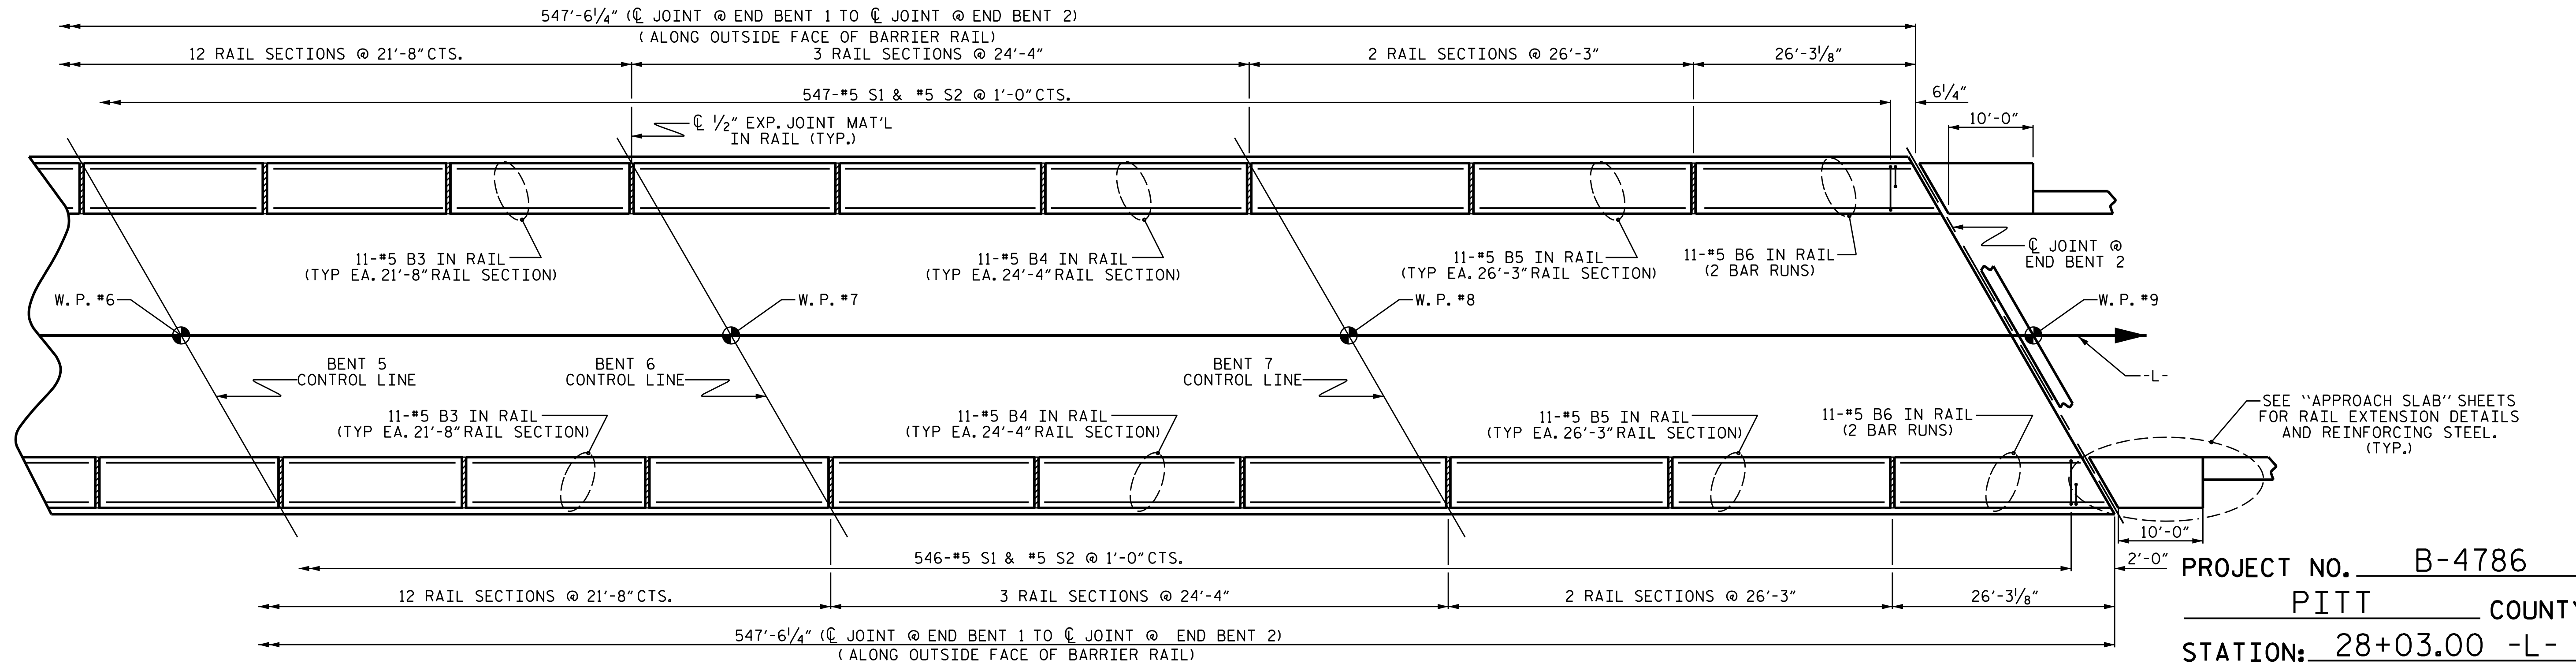 547'-6 1/4" (℄ JOINT @ END BENT 1 TO ℄ JOINT @ END BENT 2)
(ALONG OUTSIDE FACE OF BARRIER RAIL)
12 RAIL SECTIONS @ 21'-8" CTS.
3 RAIL SECTIONS @ 24'-4"
2 RAIL SECTIONS @ 26'-3"
26'-3 1/8"
547-#5 S1 & #5 S2 @ 1'-0" CTS.
6 1/4"
10'-0"
℄ 1/2" EXP. JOINT MAT'L
IN RAIL (TYP.)
11-#5 B3 IN RAIL
(TYP EA. 21'-8" RAIL SECTION)
11-#5 B4 IN RAIL
(TYP EA. 24'-4" RAIL SECTION)
11-#5 B5 IN RAIL
(TYP EA. 26'-3" RAIL SECTION)
11-#5 B6 IN RAIL
(2 BAR RUNS)
℄ JOINT @
END BENT 2
W.P. #6
W.P. #7
W.P. #8
W.P. #9
BENT 5
CONTROL LINE
BENT 6
CONTROL LINE
BENT 7
CONTROL LINE
-L-
11-#5 B3 IN RAIL
(TYP EA. 21'-8" RAIL SECTION)
11-#5 B4 IN RAIL
(TYP EA. 24'-4" RAIL SECTION)
11-#5 B5 IN RAIL
(TYP EA. 26'-3" RAIL SECTION)
11-#5 B6 IN RAIL
(2 BAR RUNS)
SEE ‘‘APPROACH SLAB’’ SHEETS
FOR RAIL EXTENSION DETAILS
AND REINFORCING STEEL.
(TYP.)
10'-0"
546-#5 S1 & #5 S2 @ 1'-0" CTS.
2'-0"
12 RAIL SECTIONS @ 21'-8" CTS.
3 RAIL SECTIONS @ 24'-4"
2 RAIL SECTIONS @ 26'-3"
26'-3 1/8"
547'-6 1/4" (℄ JOINT @ END BENT 1 TO ℄ JOINT @ END BENT 2)
(ALONG OUTSIDE FACE OF BARRIER RAIL)
PROJECT NO. B-4786
PITT COUNTY
STATION: 28+03.00 -L-